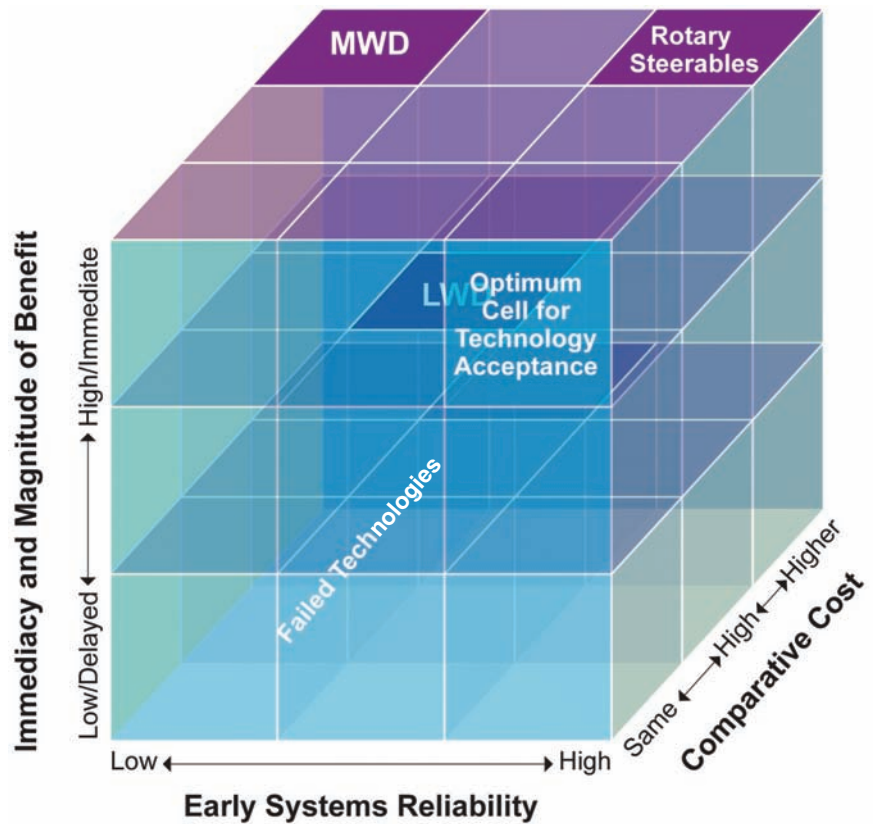 MWD
Rotary
Steerables
LWD
Optimum
Cell for
Technology
Acceptance
Failed Technologies
Immediacy and Magnitude of Benefit
High/Immediate
Low/Delayed
Low
High
Early Systems Reliability
Same
High
Higher
Comparative Cost